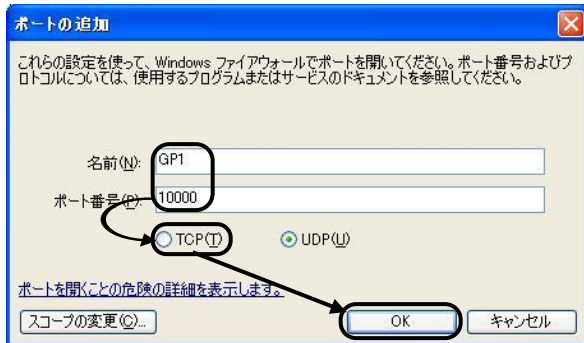 ポートの追加
これらの設定を使って、Windows ファイアウォールでポートを開いてください。ポート番号およびプ
ロトコルについては、使用するプログラムまたはサービスのドキュメントを参照してください。
名前(N): GP1
ポート番号(P): 10000
TCP(T) UDP(U)
ポートを開くことの危険の詳細を表示します。
スコープの変更(C)... OK キャンセル